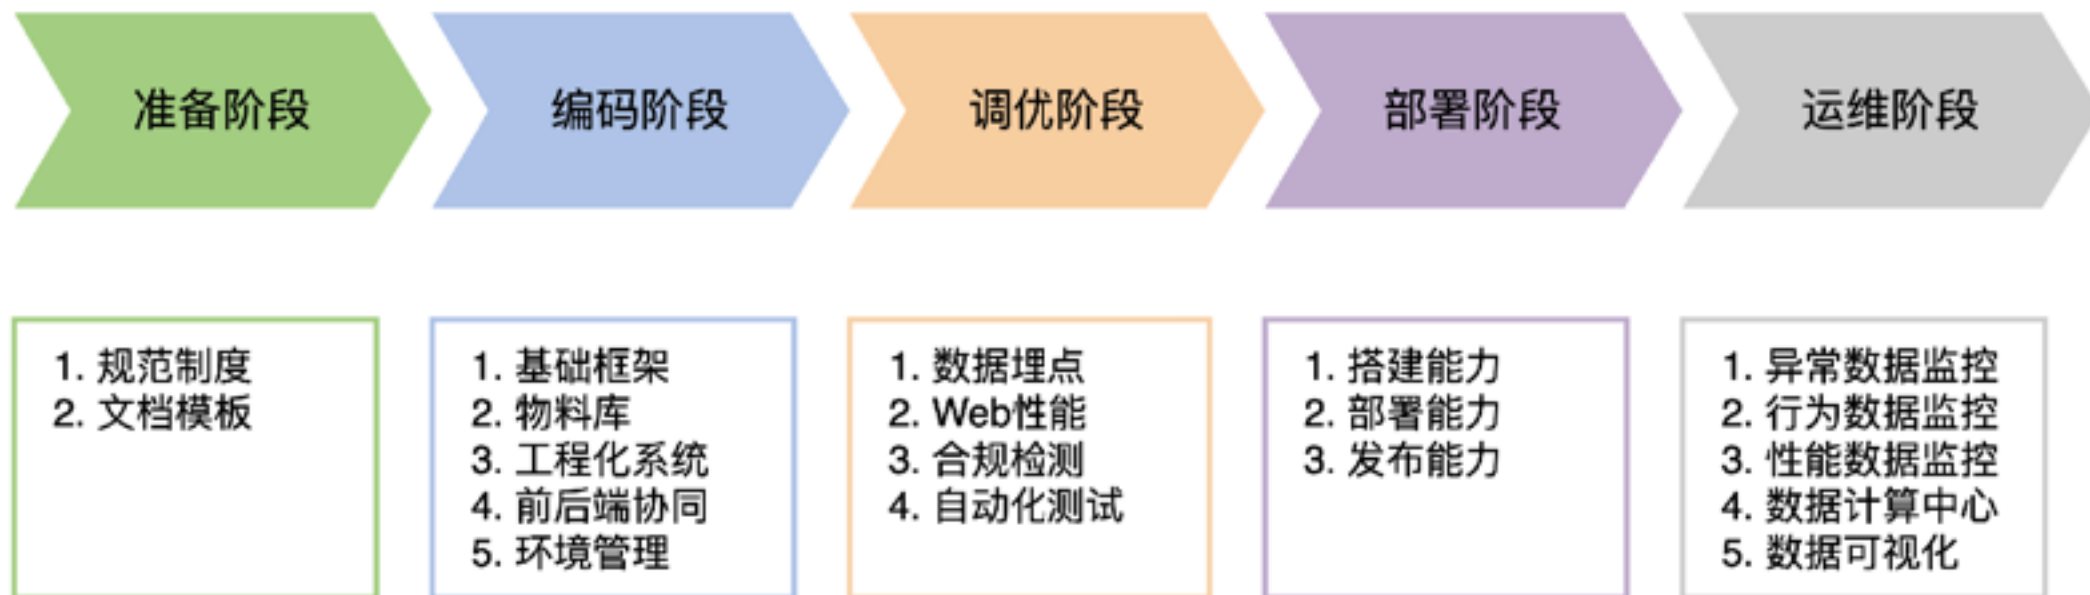 准备阶段
编码阶段
调优阶段
部署阶段
运维阶段
1. 规范制度
2. 文档模板
1. 基础框架
2. 物料库
3. 工程化系统
4. 前后端协同
5. 环境管理
1. 数据埋点
2. Web性能
3. 合规检测
4. 自动化测试
1. 搭建能力
2. 部署能力
3. 发布能力
1. 异常数据监控
2. 行为数据监控
3. 性能数据监控
4. 数据计算中心
5. 数据可视化